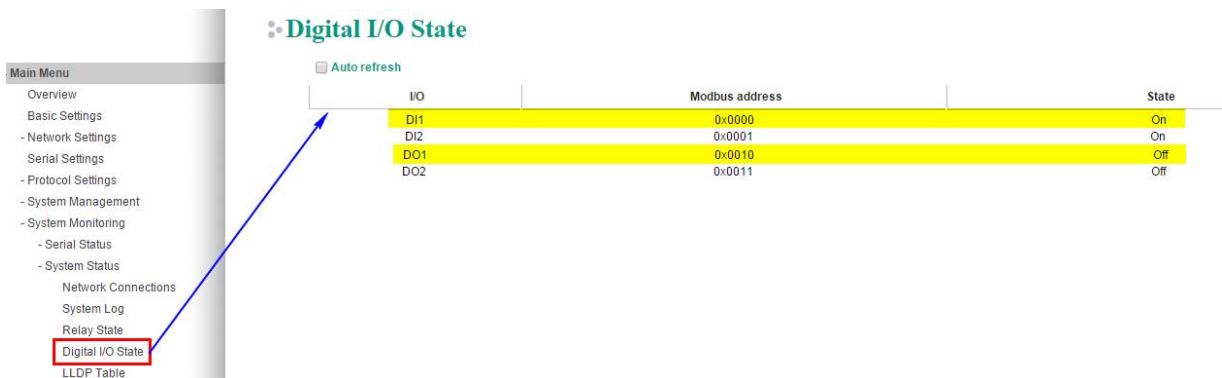 Digital I/O State
Auto refresh
Main Menu
Overview
Basic Settings
- Network Settings
Serial Settings
- Protocol Settings
- System Management
- System Monitoring
- Serial Status
- System Status
Network Connections
System Log
Relay State
Digital I/O State
LLDP Table
I/O Modbus address State
DI1 0x0000 On
DI2 0x0001 On
DO1 0x0010 Off
DO2 0x0011 Off